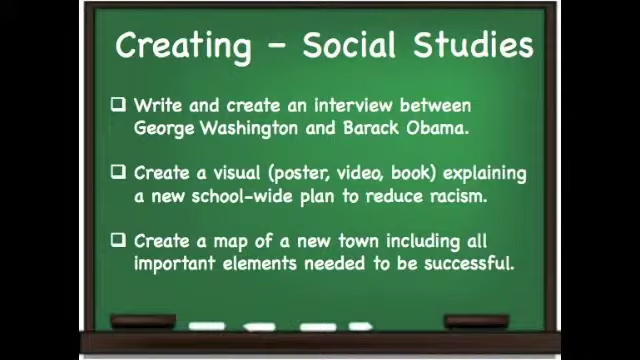 Creating – Social Studies
❑ Write and create an interview between
George Washington and Barack Obama.
❑ Create a visual (poster, video, book) explaining
a new school-wide plan to reduce racism.
❑ Create a map of a new town including all
important elements needed to be successful.